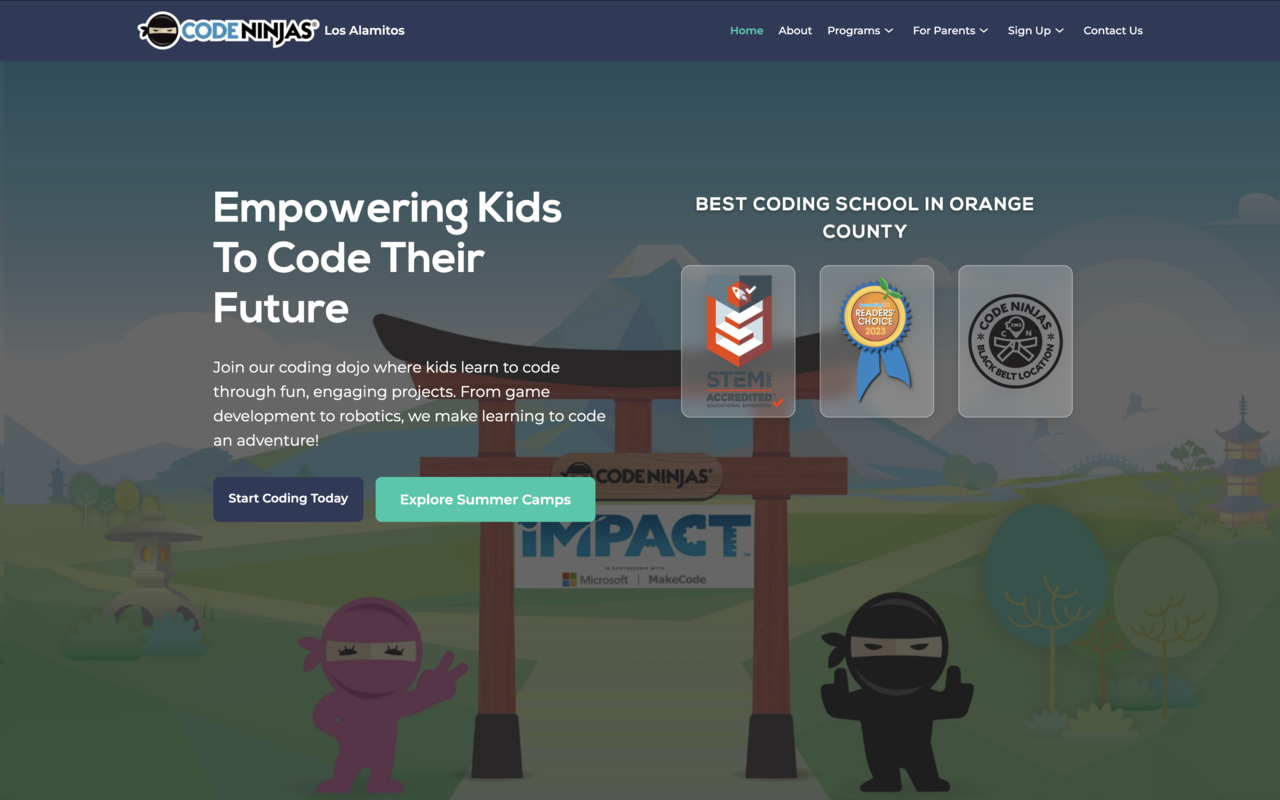 CODE NINJAS® Los Alamitos
Home About Programs For Parents Sign Up Contact Us
Empowering Kids
To Code Their
Future
Join our coding dojo where kids learn to code
through fun, engaging projects. From game
development to robotics, we make learning to code
an adventure!
Start Coding Today
Explore Summer Camps
BEST CODING SCHOOL IN ORANGE
COUNTY
STEM
ACCREDITED
EDUCATIONAL EXPERIENCE
READERS'
CHOICE
2023
CODE NINJAS
C N
BLACK BELT LOCATION
CODE NINJAS®
IMPACT™
IN PARTNERSHIP WITH
Microsoft | MakeCode